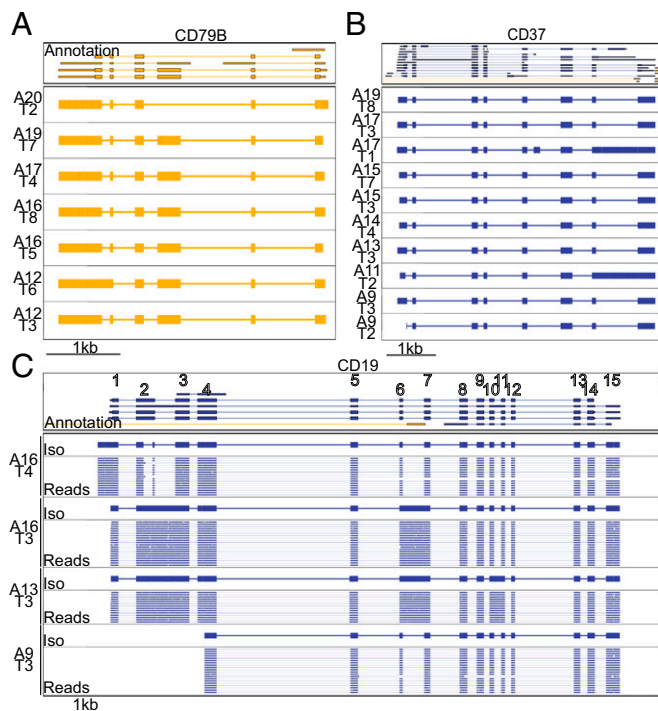 A
CD79B
Annotation
A20
T2
A19
T7
A17
T4
A16
T8
A16
T5
A12
T6
A12
T3
1kb
B
CD37
A19
T8
A17
T3
A17
T1
A15
T7
A15
T3
A14
T4
A13
T3
A11
T2
A9
T3
A9
T2
1kb
C
CD19
1 2 3 4 5 6 7 8 9 10 11 12 13 14 15
Annotation
A16
T4
Iso
Reads
A16
T3
Iso
Reads
A13
T3
Iso
Reads
A9
T3
Iso
Reads
1kb